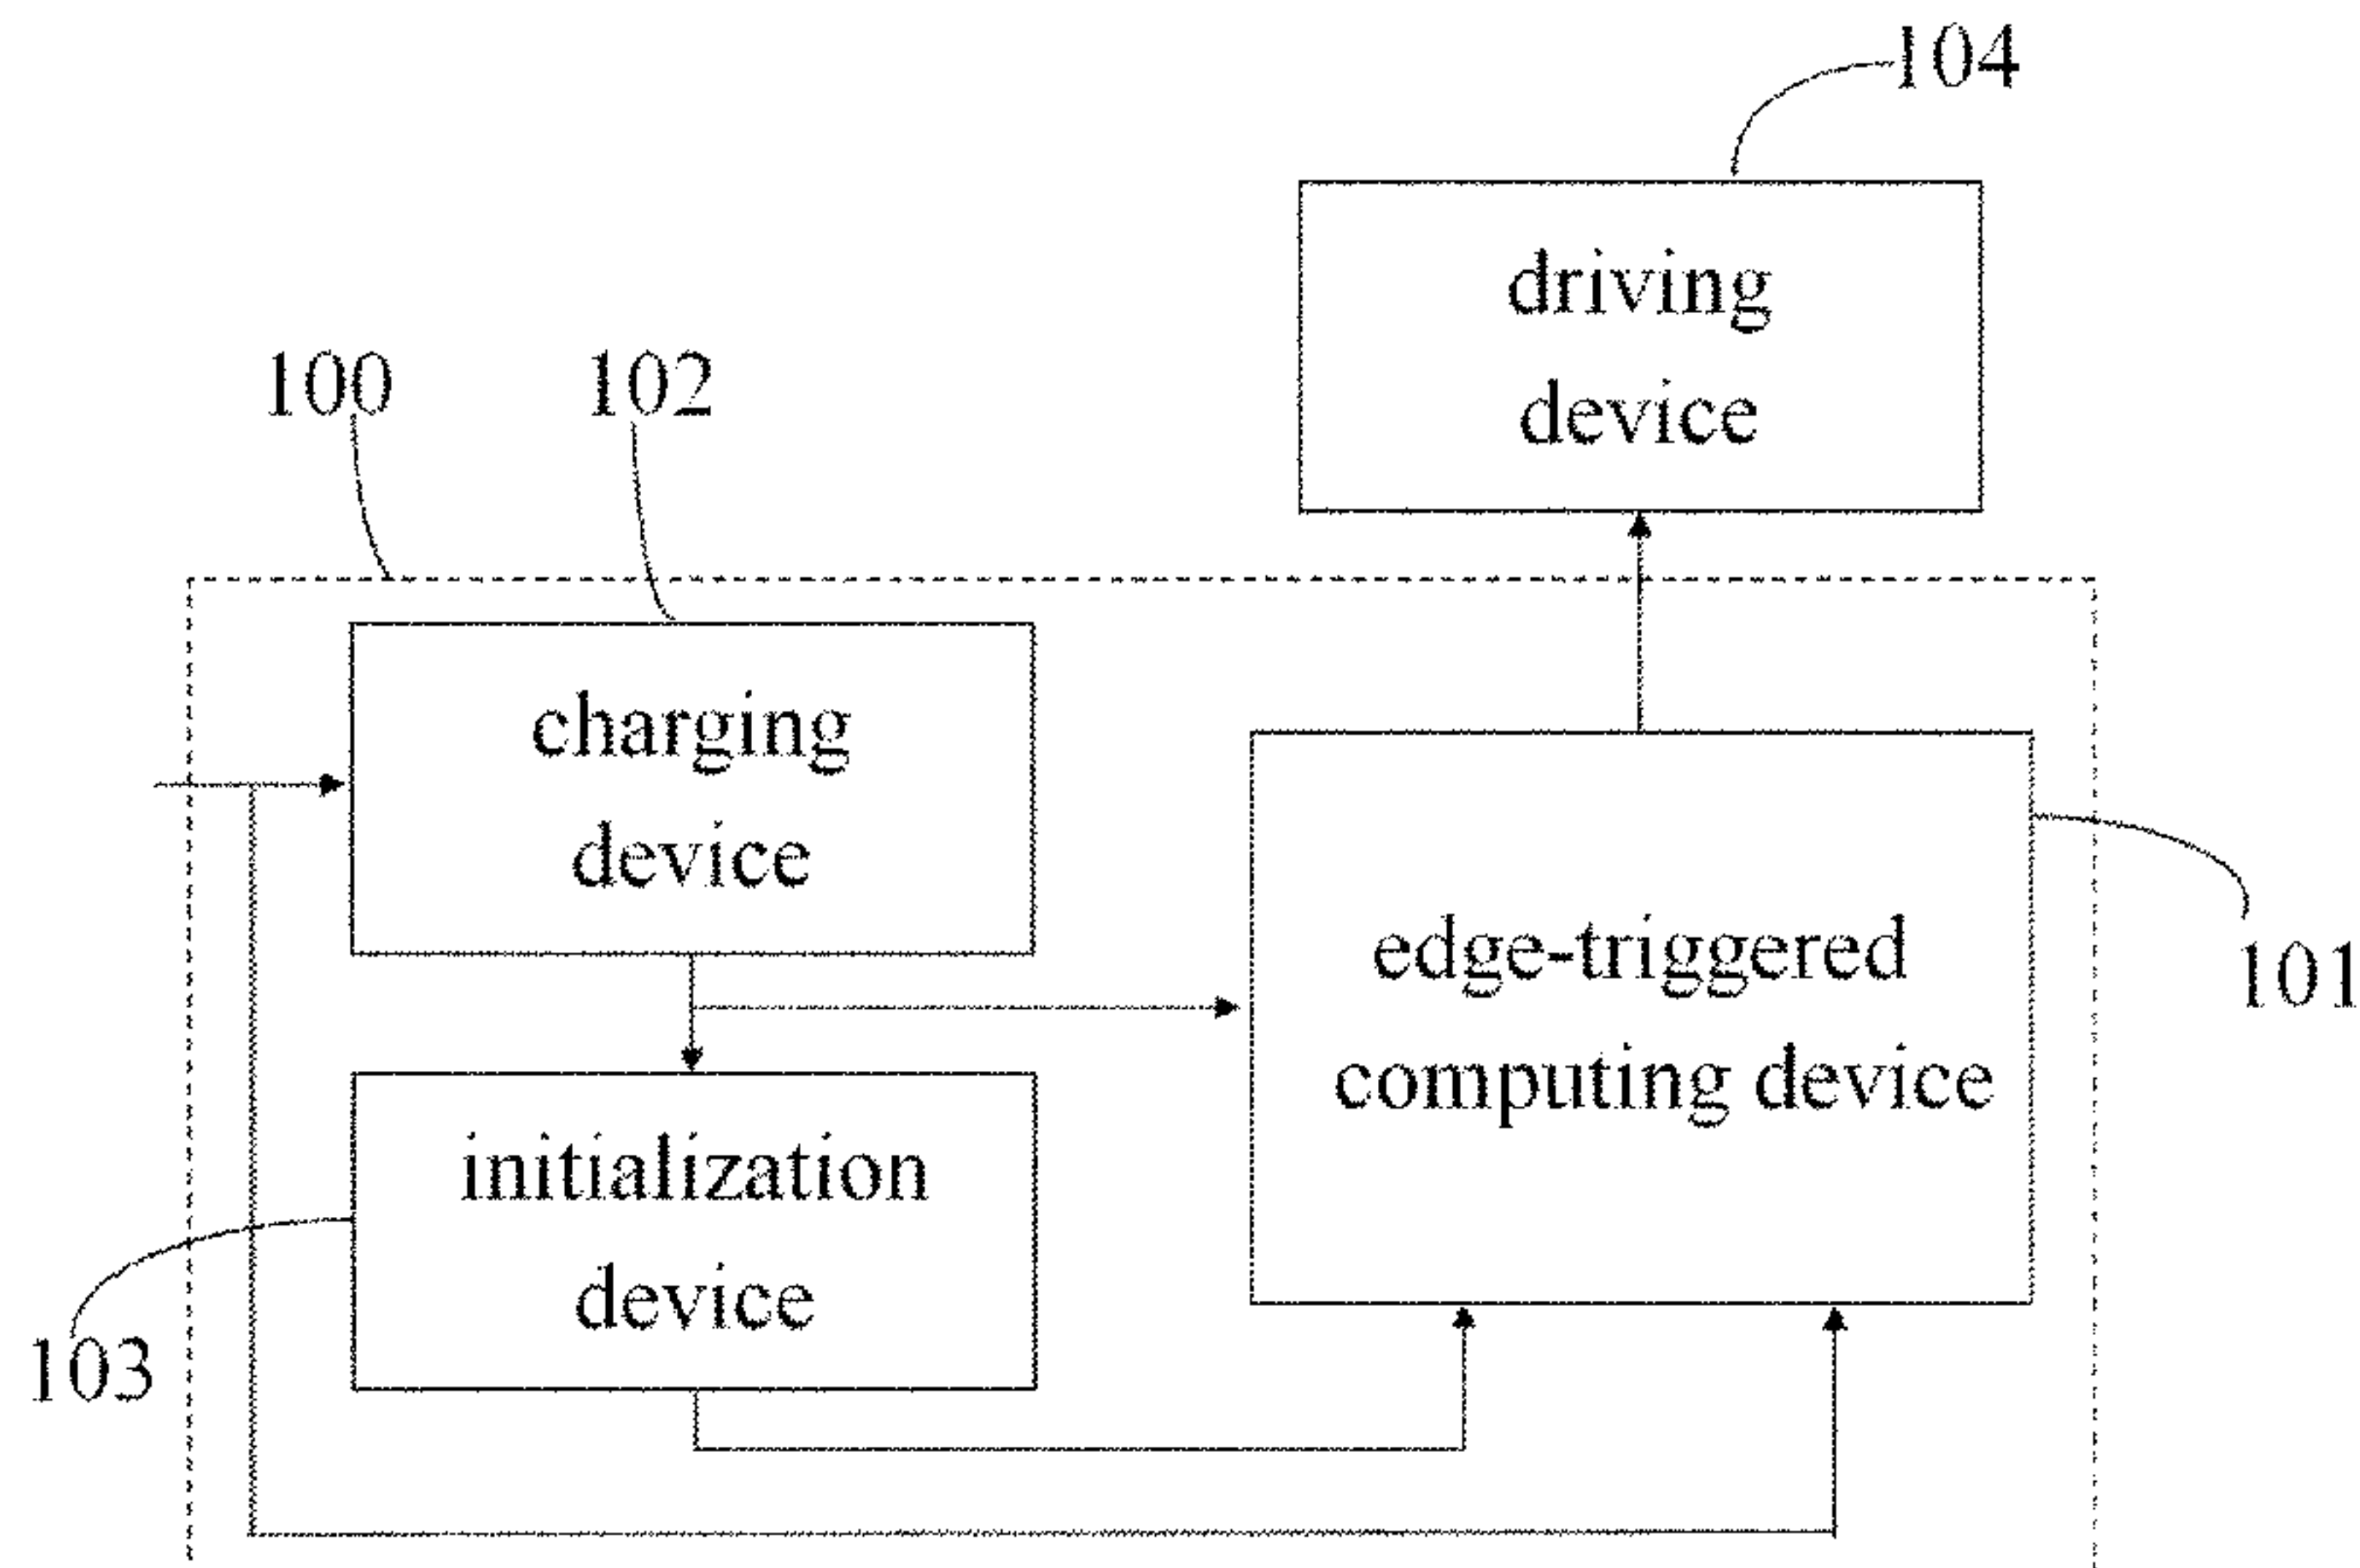 104
driving
device
100
102
charging
device
edge-triggered
computing device
101
initialization
device
103